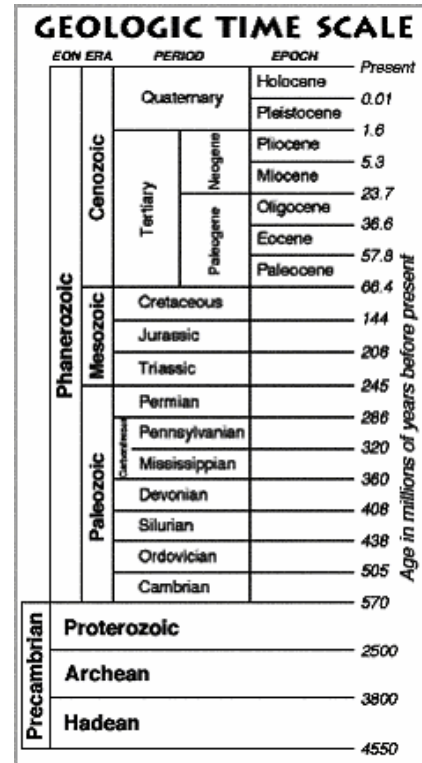 GEOLOGIC TIME SCALE
EON ERA PERIOD EPOCH
Present
Holocene
0.01
Quaternary
Pleistocene
1.6
Pliocene
5.3
Neogene
Miocene
23.7
Tertiary
Oligocene
36.6
Paleogene
Eocene
57.8
Paleocene
66.4
Cenozoic
Cretaceous
144
Jurassic
208
Triassic
245
Mesozoic
Phanerozoic
Permian
286
Pennsylvanian
320
Carboniferous
Mississippian
360
Devonian
408
Silurian
438
Ordovician
505
Cambrian
570
Paleozoic
Age in millions of years before present
Precambrian
Proterozoic
2500
Archean
3800
Hadean
4550